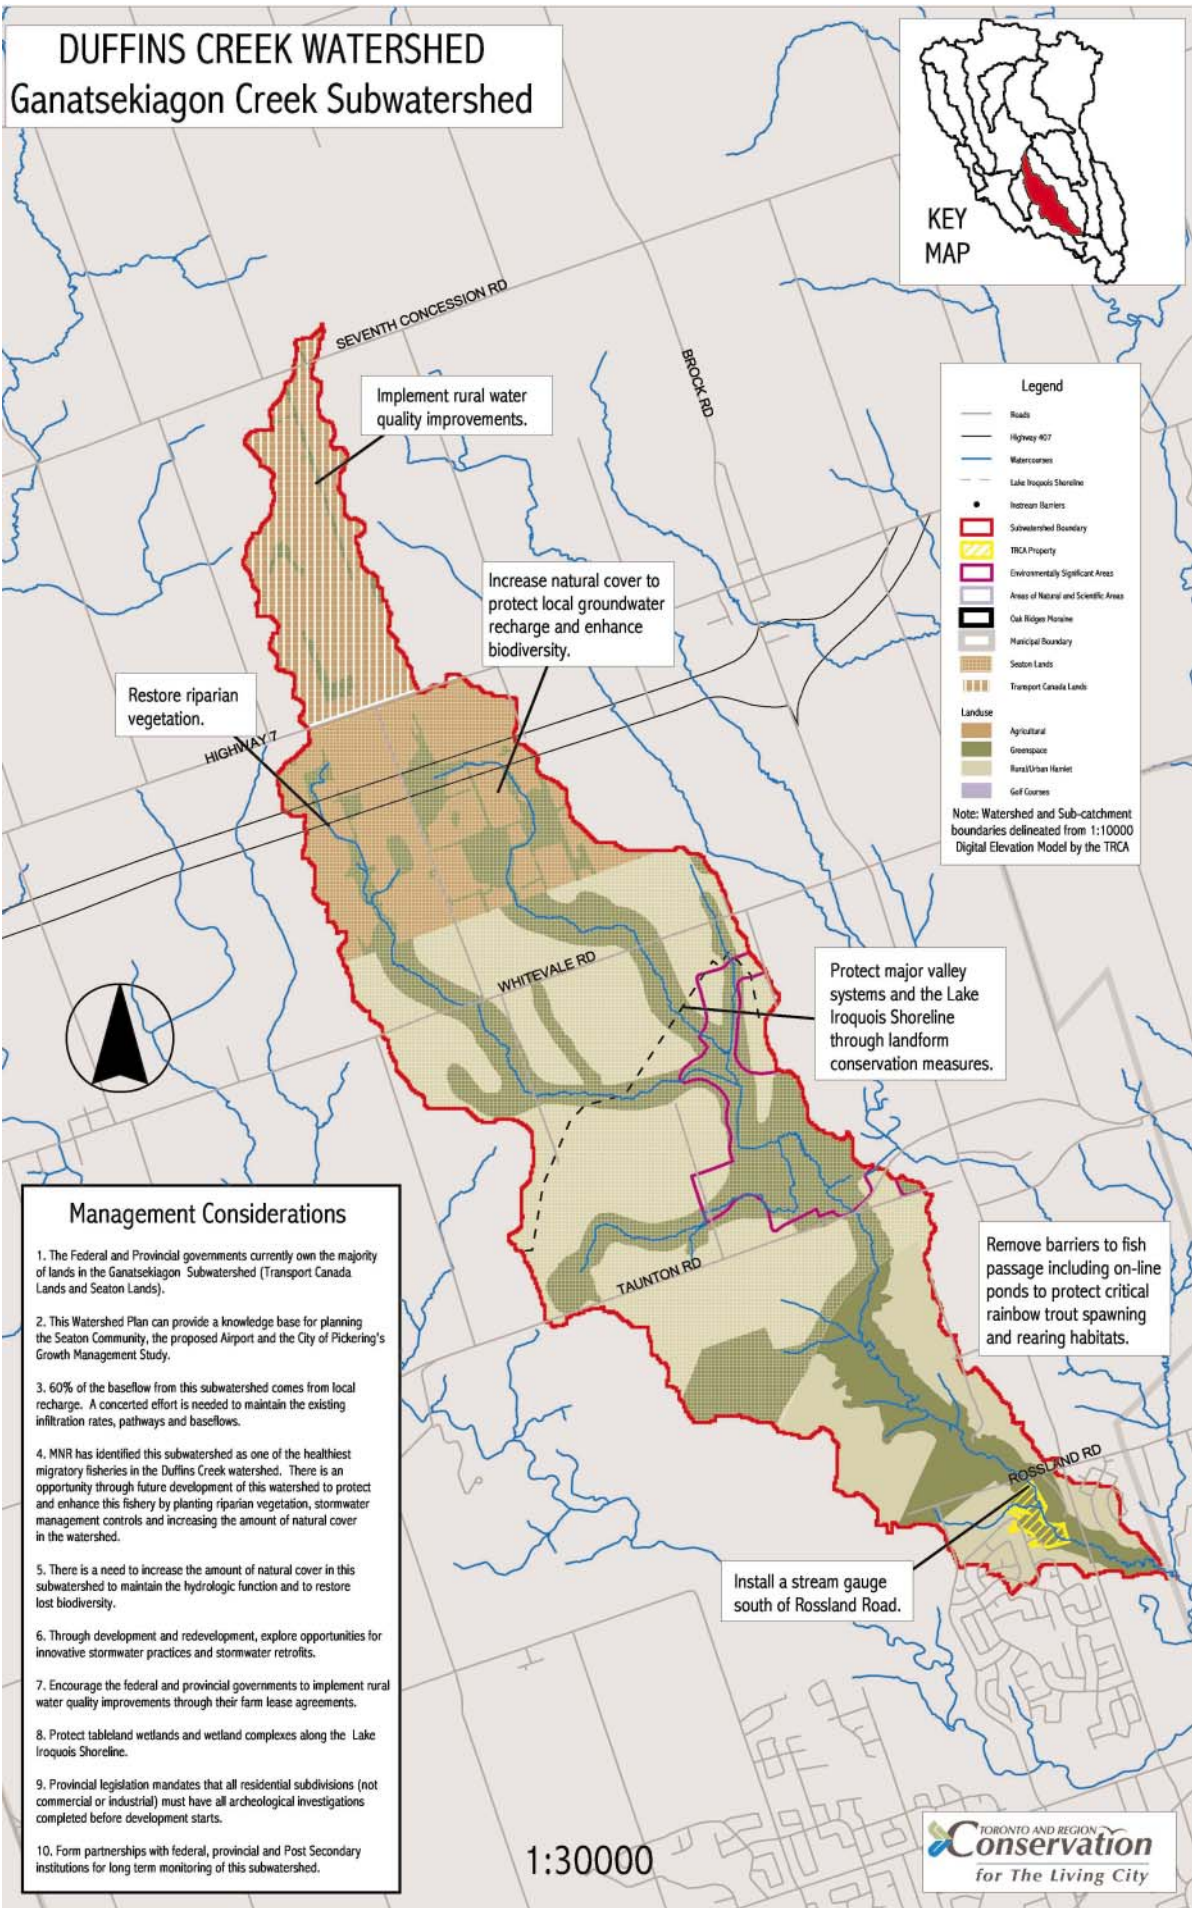 DUFFINS CREEK WATERSHED
Ganatsekiagon Creek Subwatershed
KEY
MAP
SEVENTH CONCESSION RD
BROCK RD
Implement rural water
quality improvements.
Legend
Roads
Highway 407
Watercourses
Lake Iroquois Shoreline
Instream Barriers
Subwatershed Boundary
TRCA Property
Environmentally Significant Areas
Areas of Natural and Scientific Areas
Oak Ridges Moraine
Municipal Boundary
Seaton Lands
Transport Canada Lands
Landuse
Agricultural
Greenspace
Rural/Urban Hamlet
Golf Courses
Note: Watershed and Sub-catchment
boundaries delineated from 1:10000
Digital Elevation Model by the TRCA
Increase natural cover to
protect local groundwater
recharge and enhance
biodiversity.
Restore riparian
vegetation.
HIGHWAY 7
WHITEVALE RD
Protect major valley
systems and the Lake
Iroquois Shoreline
through landform
conservation measures.
TAUNTON RD
Remove barriers to fish
passage including on-line
ponds to protect critical
rainbow trout spawning
and rearing habitats.
ROSSLAND RD
Install a stream gauge
south of Rossland Road.
Management Considerations
1. The Federal and Provincial governments currently own the majority
of lands in the Ganatsekiagon Subwatershed (Transport Canada
Lands and Seaton Lands).
2. This Watershed Plan can provide a knowledge base for planning
the Seaton Community, the proposed Airport and the City of Pickering's
Growth Management Study.
3. 60% of the baseflow from this subwatershed comes from local
recharge. A concerted effort is needed to maintain the existing
infiltration rates, pathways and baseflows.
4. MNR has identified this subwatershed as one of the healthiest
migratory fisheries in the Duffins Creek watershed. There is an
opportunity through future development of this watershed to protect
and enhance this fishery by planting riparian vegetation, stormwater
management controls and increasing the amount of natural cover
in the watershed.
5. There is a need to increase the amount of natural cover in this
subwatershed to maintain the hydrologic function and to restore
lost biodiversity.
6. Through development and redevelopment, explore opportunities for
innovative stormwater practices and stormwater retrofits.
7. Encourage the federal and provincial governments to implement rural
water quality improvements through their farm lease agreements.
8. Protect tableland wetlands and wetland complexes along the Lake
Iroquois Shoreline.
9. Provincial legislation mandates that all residential subdivisions (not
commercial or industrial) must have all archeological investigations
completed before development starts.
10. Form partnerships with federal, provincial and Post Secondary
institutions for long term monitoring of this subwatershed.
1:30000
TORONTO AND REGION
Conservation
for The Living City